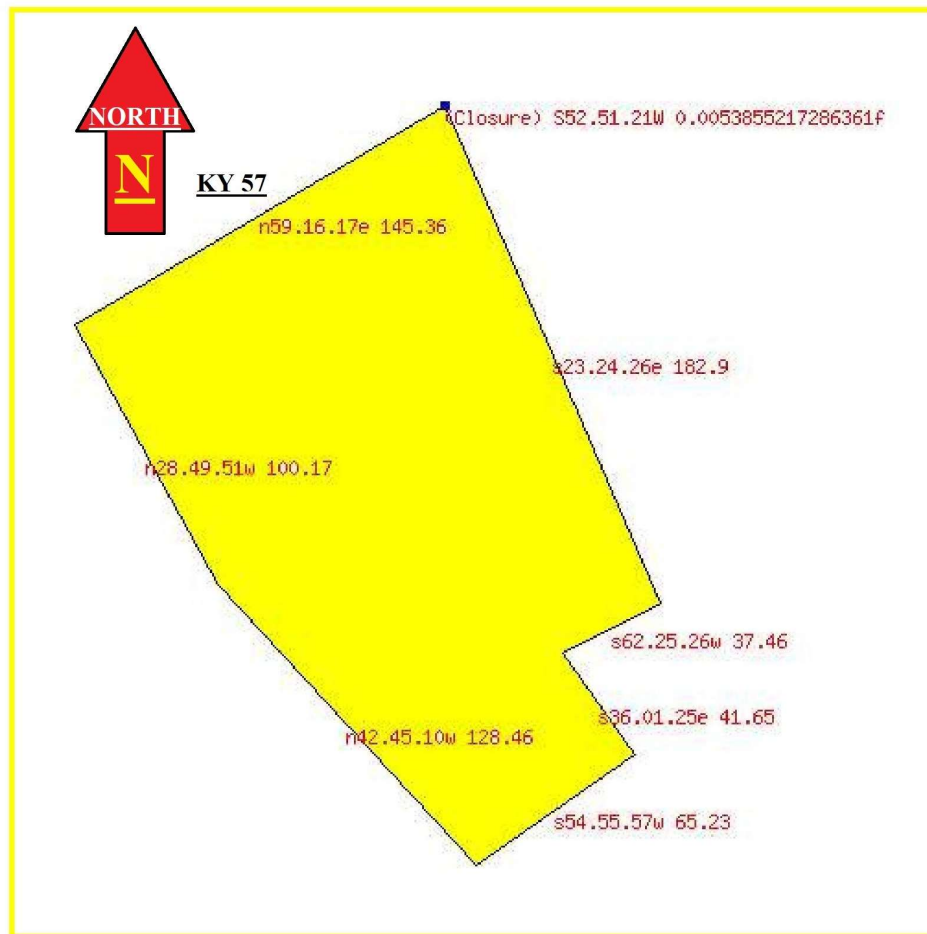 NORTH
N
(Closure) S52.51.21W 0.0053855217286361f
KY 57
n59.16.17e 145.36
s23.24.26e 182.9
n28.49.51w 100.17
s62.25.26w 37.46
s36.01.25e 41.65
n42.45.10w 128.46
s54.55.57w 65.23